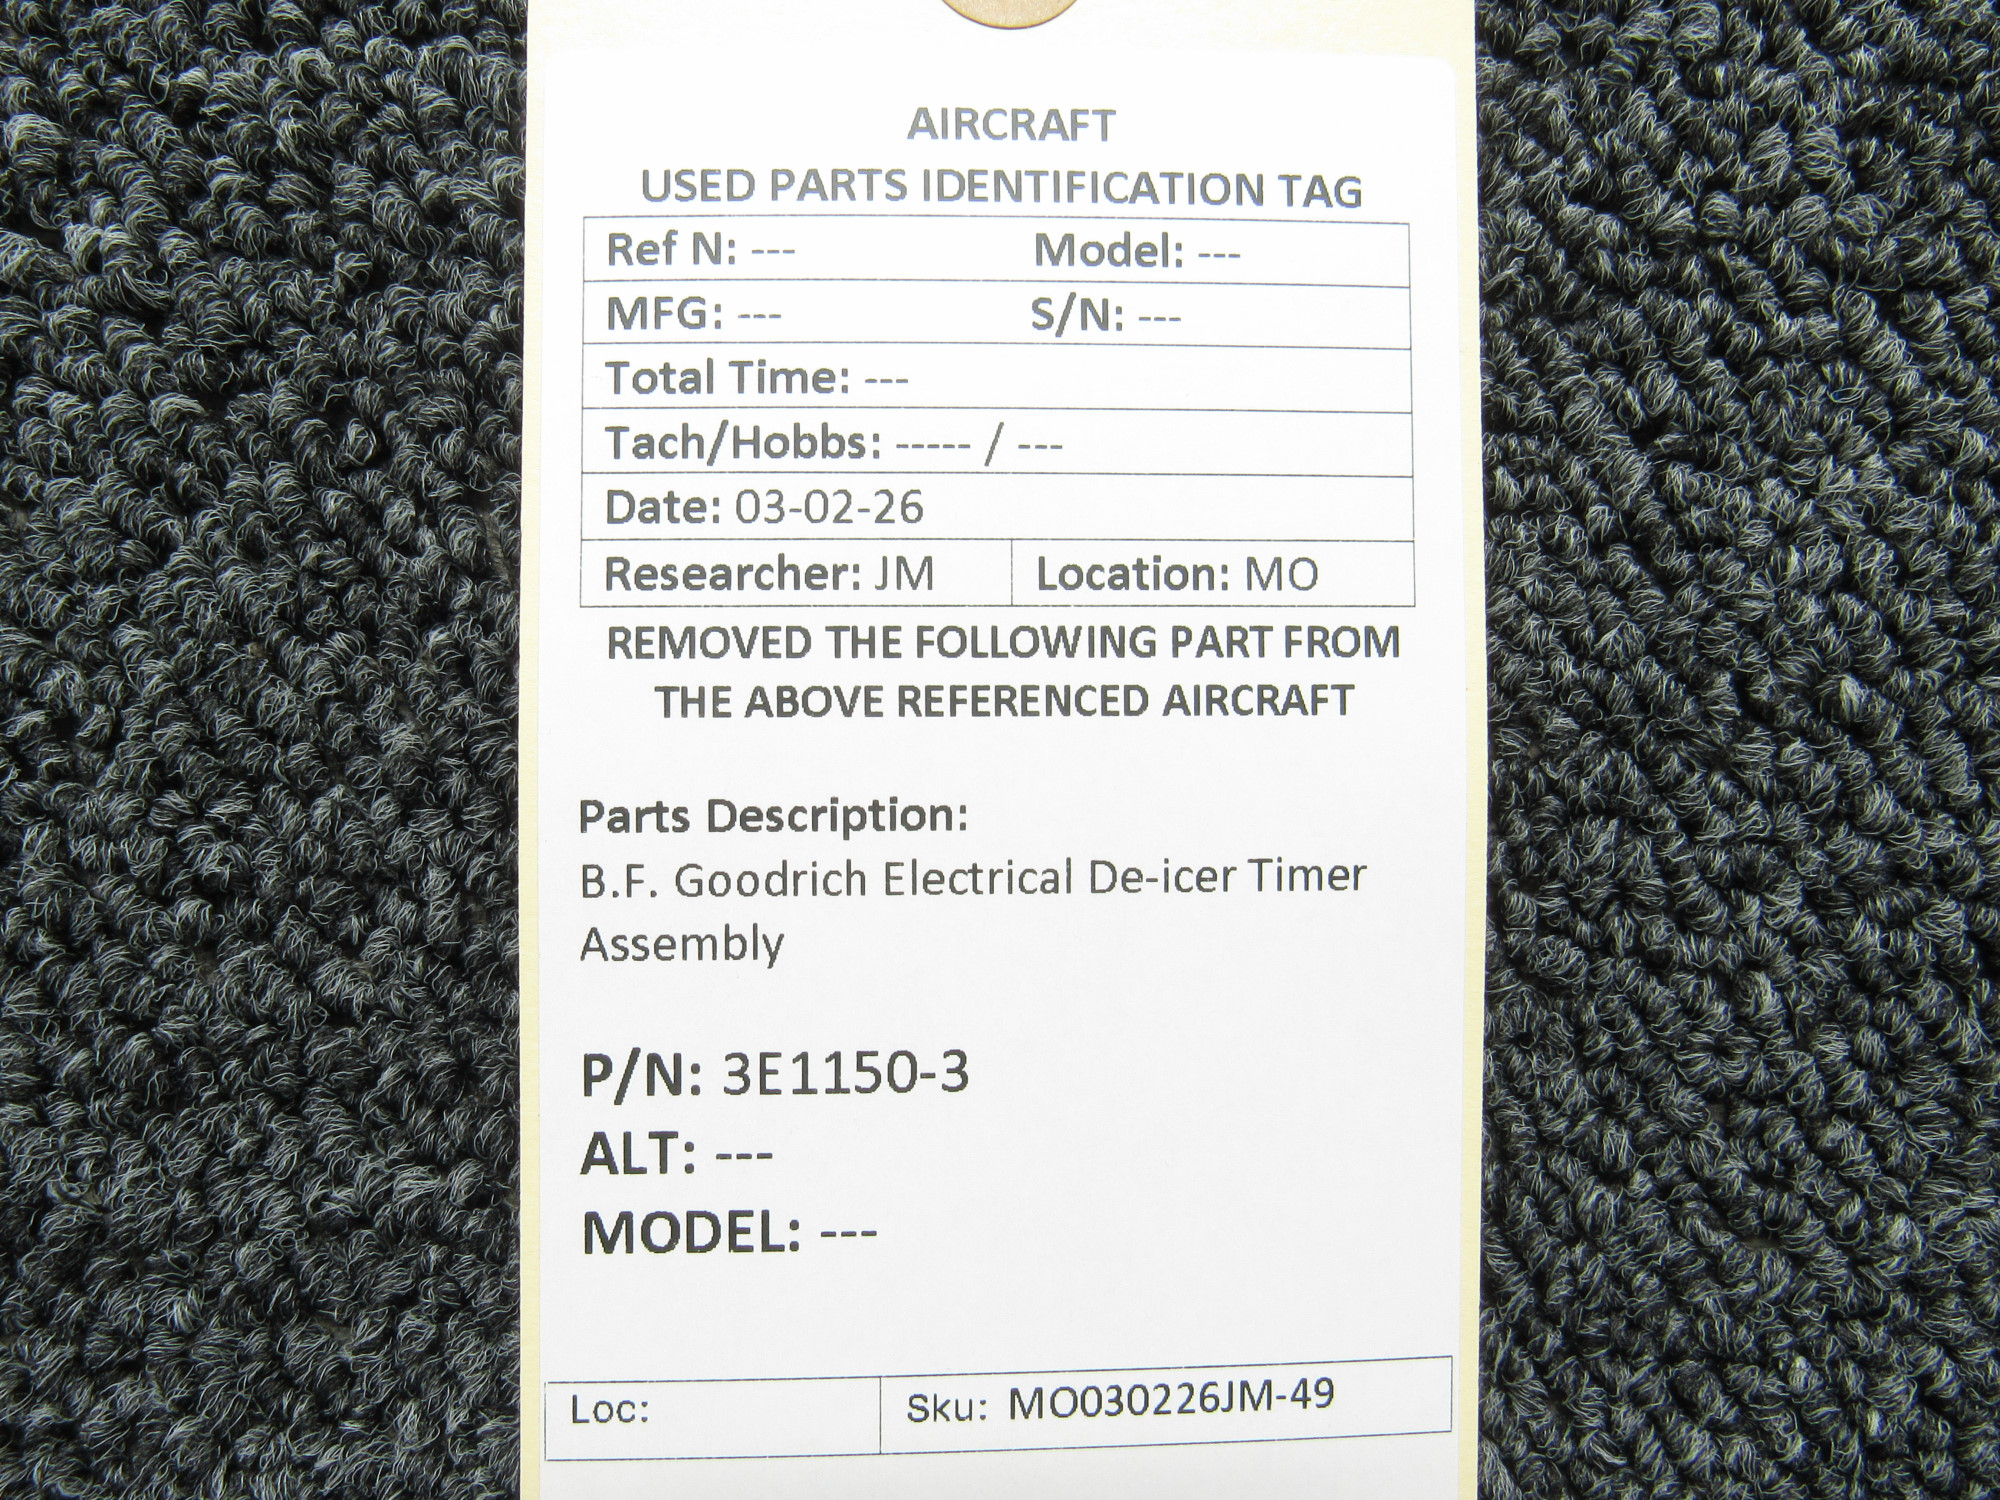 AIRCRAFT
USED PARTS IDENTIFICATION TAG
Ref N: --- Model: ---
MFG: --- S/N: ---
Total Time: ---
Tach/Hobbs: ----- / ---
Date: 03-02-26
Researcher: JM Location: MO
REMOVED THE FOLLOWING PART FROM
THE ABOVE REFERENCED AIRCRAFT
Parts Description:
B.F. Goodrich Electrical De-icer Timer
Assembly
P/N: 3E1150-3
ALT: ---
MODEL: ---
Loc: Sku: MO030226JM-49